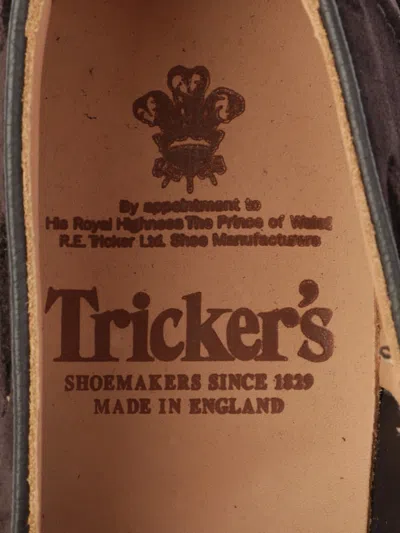 By appointment to
His Royal Highness The Prince of Wales
R.E. Tricker Ltd. Shoe Manufacturers
Tricker's
SHOEMAKERS SINCE 1829
MADE IN ENGLAND